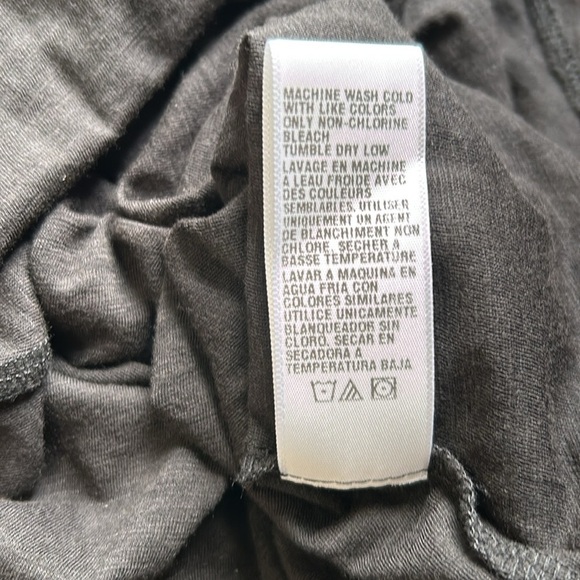 MACHINE WASH COLD
WITH LIKE COLORS
ONLY NON-CHLORINE
BLEACH
TUMBLE DRY LOW
LAVAGE EN MACHINE
A LEAU FROIDE AVEC
DES COULEURS
SEMBLABLES. UTILISER
UNIQUEMENT UN AGENT
DE BLANCHIMENT NON
CHLORE. SECHER A
BASSE TEMPERATURE
LAVAR A MAQUINA EN
AGUA FRIA CON
COLORES SIMILARES
UTILICE UNICAMENTE
BLANQUEADOR SIN
CLORO. SECAR EN
SECADORA A
TEMPERATURA BAJA